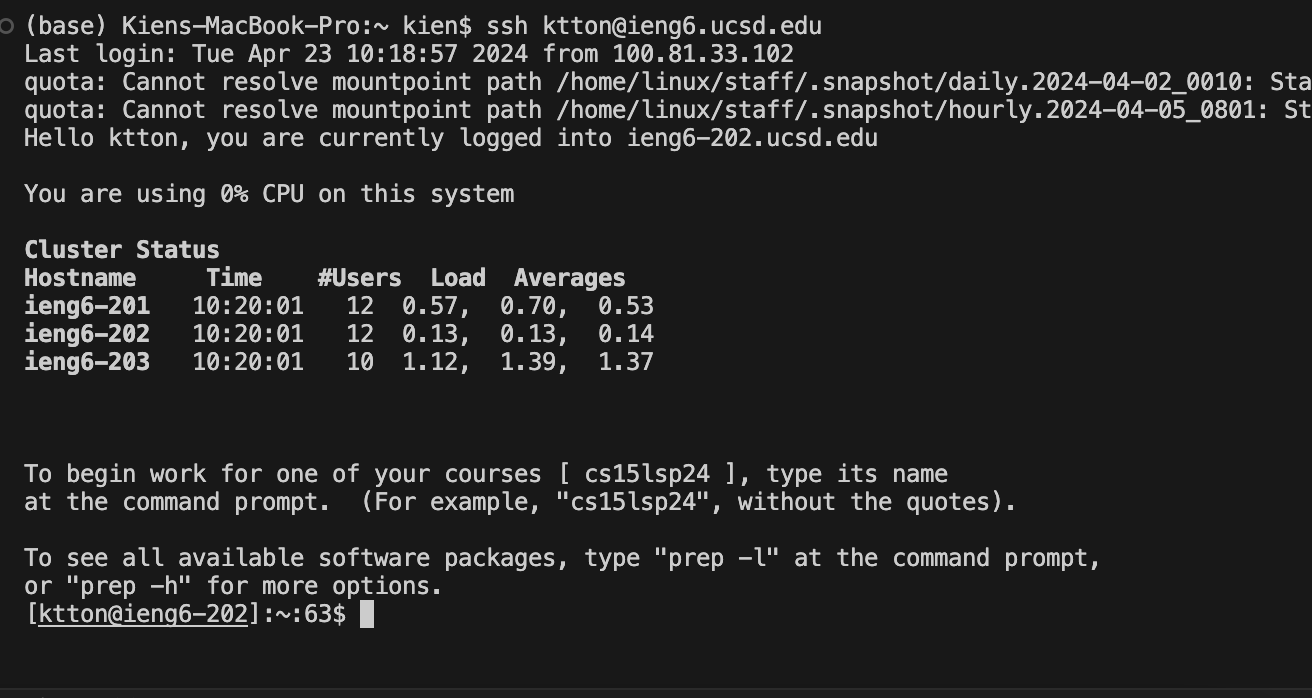 (base) Kiens-MacBook-Pro:~ kien$ ssh ktton@ieng6.ucsd.edu
Last login: Tue Apr 23 10:18:57 2024 from 100.81.33.102
quota: Cannot resolve mountpoint path /home/linux/staff/.snapshot/daily.2024-04-02_0010: Sta
quota: Cannot resolve mountpoint path /home/linux/staff/.snapshot/hourly.2024-04-05_0801: St
Hello ktton, you are currently logged into ieng6-202.ucsd.edu
You are using 0% CPU on this system
Cluster Status
Hostname     Time    #Users  Load  Averages
ieng6-201   10:20:01   12  0.57,  0.70,  0.53
ieng6-202   10:20:01   12  0.13,  0.13,  0.14
ieng6-203   10:20:01   10  1.12,  1.39,  1.37
To begin work for one of your courses [ cs15lsp24 ], type its name
at the command prompt.  (For example, "cs15lsp24", without the quotes).
To see all available software packages, type "prep -l" at the command prompt,
or "prep -h" for more options.
[ktton@ieng6-202]:~:63$